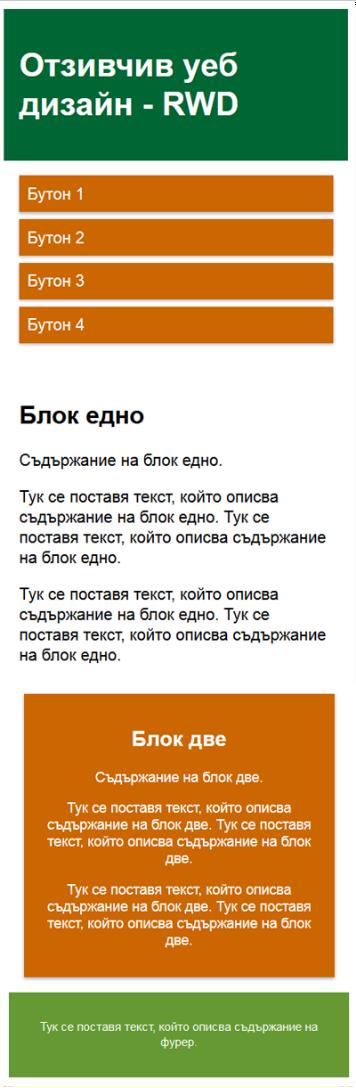 Отзивчив уеб
дизайн - RWD
Бутон 1
Бутон 2
Бутон 3
Бутон 4
Блок едно
Съдържание на блок едно.
Тук се поставя текст, който описва
съдържание на блок едно. Тук се
поставя текст, който описва съдържание
на блок едно.
Тук се поставя текст, който описва
съдържание на блок едно. Тук се
поставя текст, който описва съдържание
на блок едно.
Блок две
Съдържание на блок две.
Тук се поставя текст, който описва
съдържание на блок две. Тук се поставя
текст, който описва съдържание на блок
две.
Тук се поставя текст, който описва
съдържание на блок две. Тук се поставя
текст, който описва съдържание на блок
две.
Тук се поставя текст, който описва съдържание на
фурер.